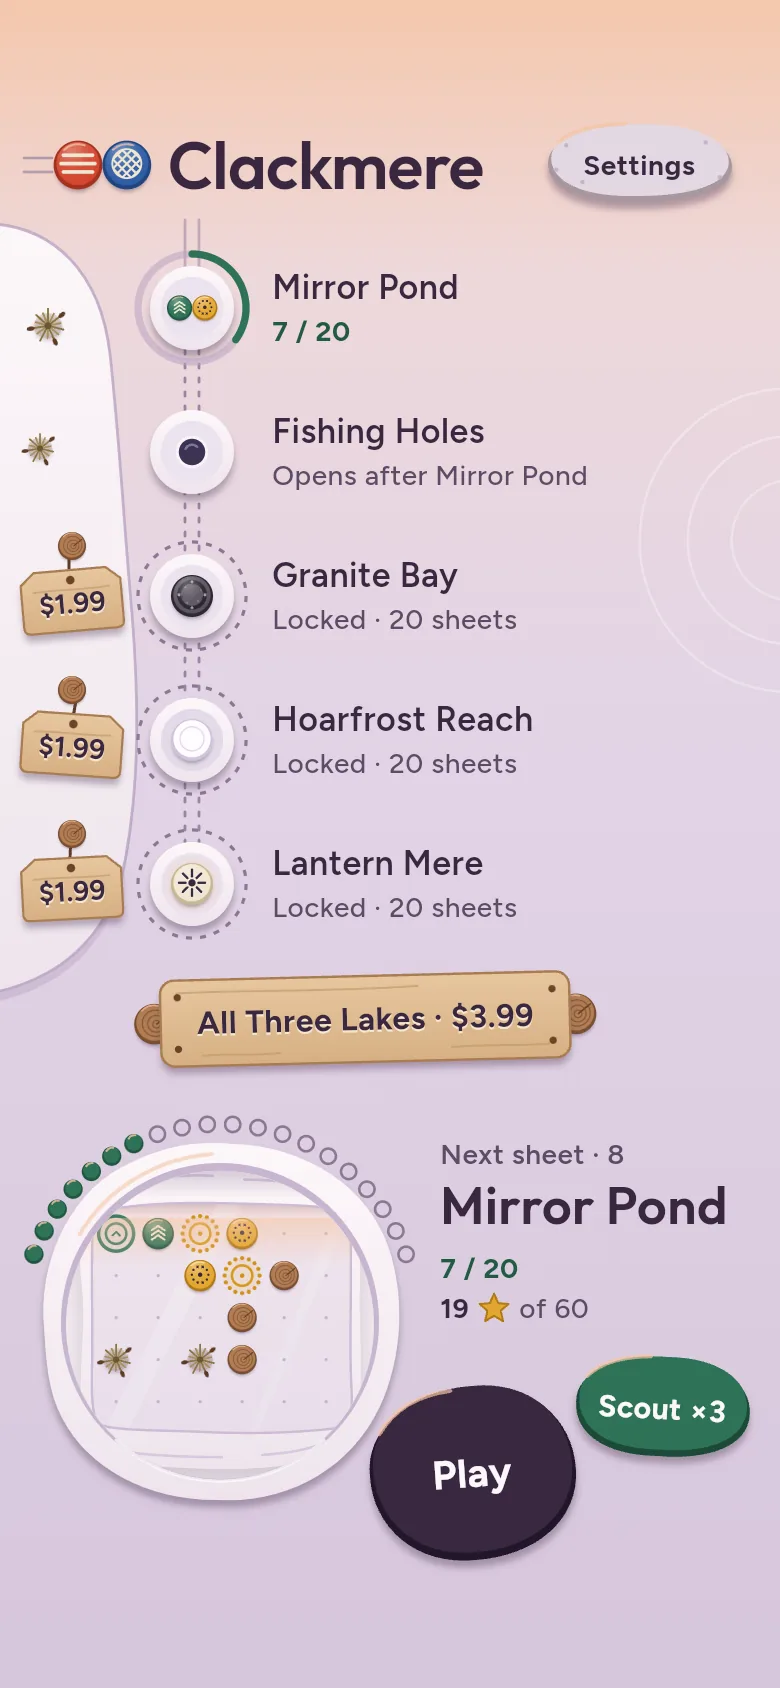 Clackmere
Settings
Mirror Pond
7 / 20
Fishing Holes
Opens after Mirror Pond
Granite Bay
Locked · 20 sheets
$1.99
Hoarfrost Reach
Locked · 20 sheets
$1.99
Lantern Mere
Locked · 20 sheets
$1.99
All Three Lakes · $3.99
Next sheet · 8
Mirror Pond
7 / 20
19 of 60
Scout ×3
Play